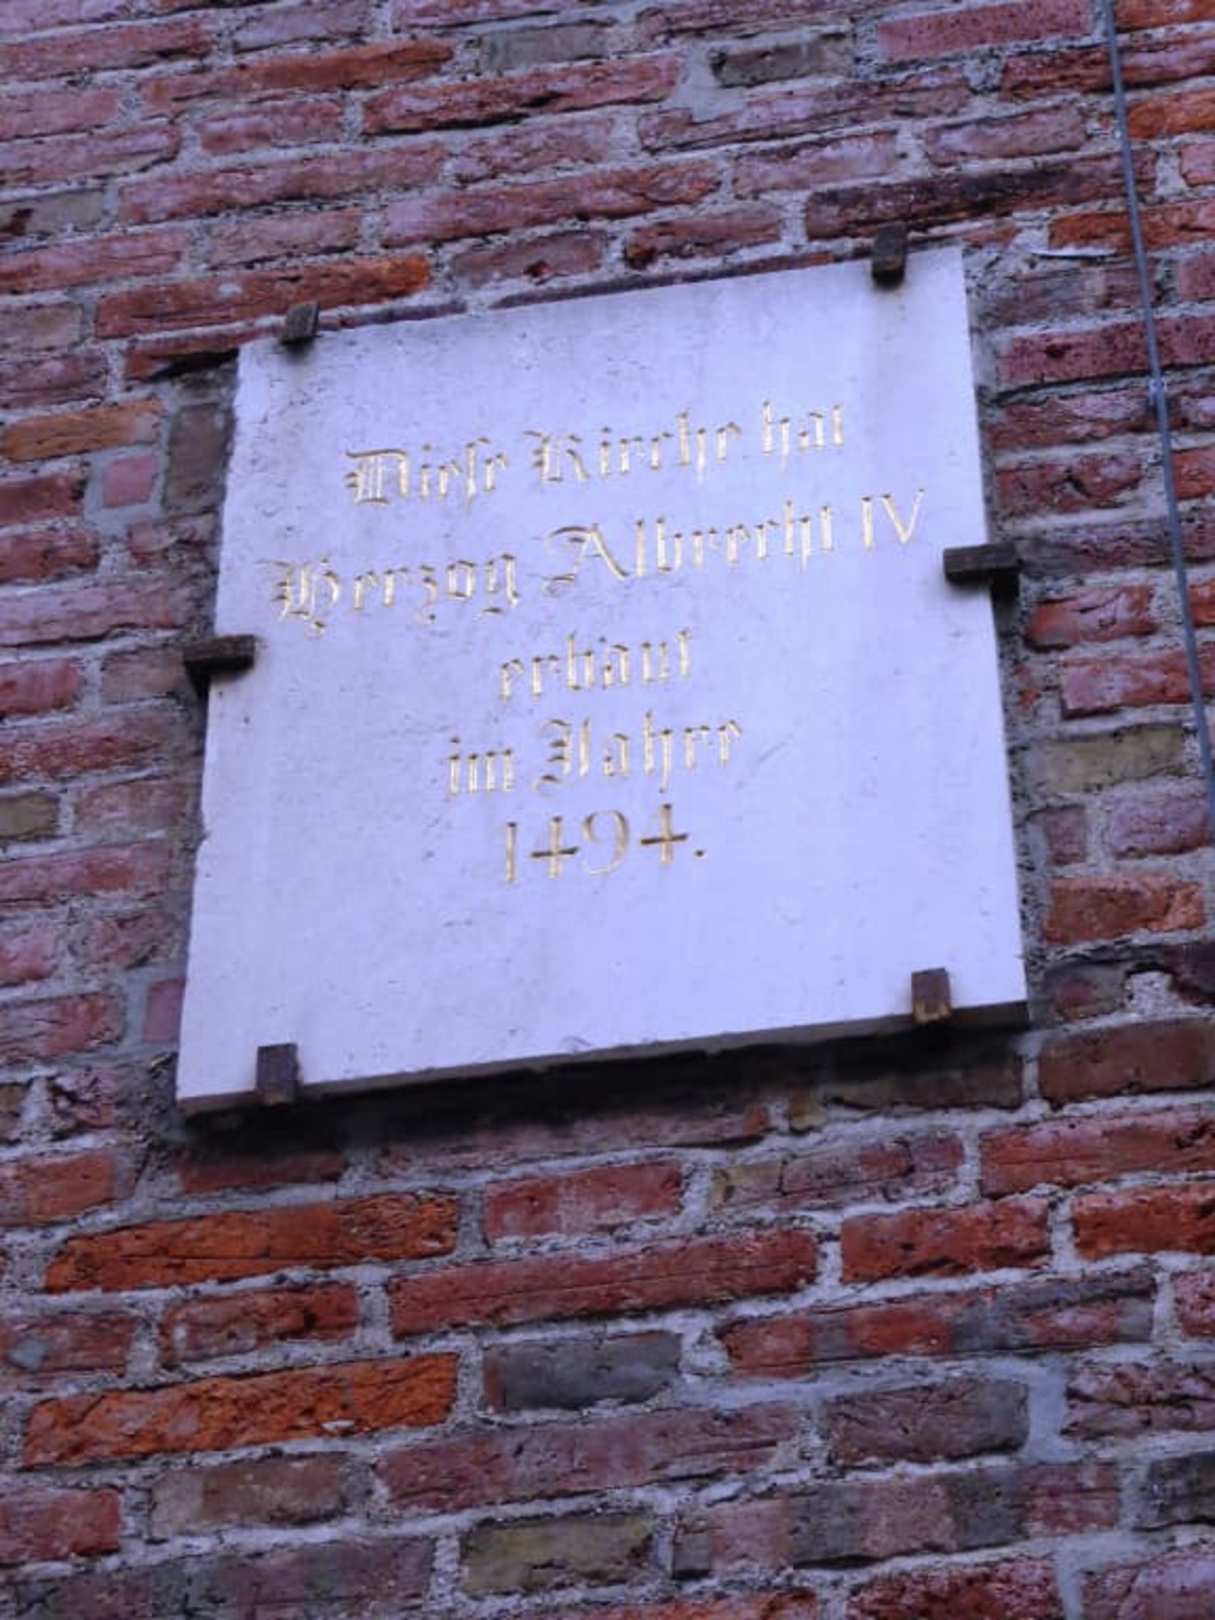 Dieſe Kirche hat
Herzog Albrecht IV
erbaut
im Jahre
1494.